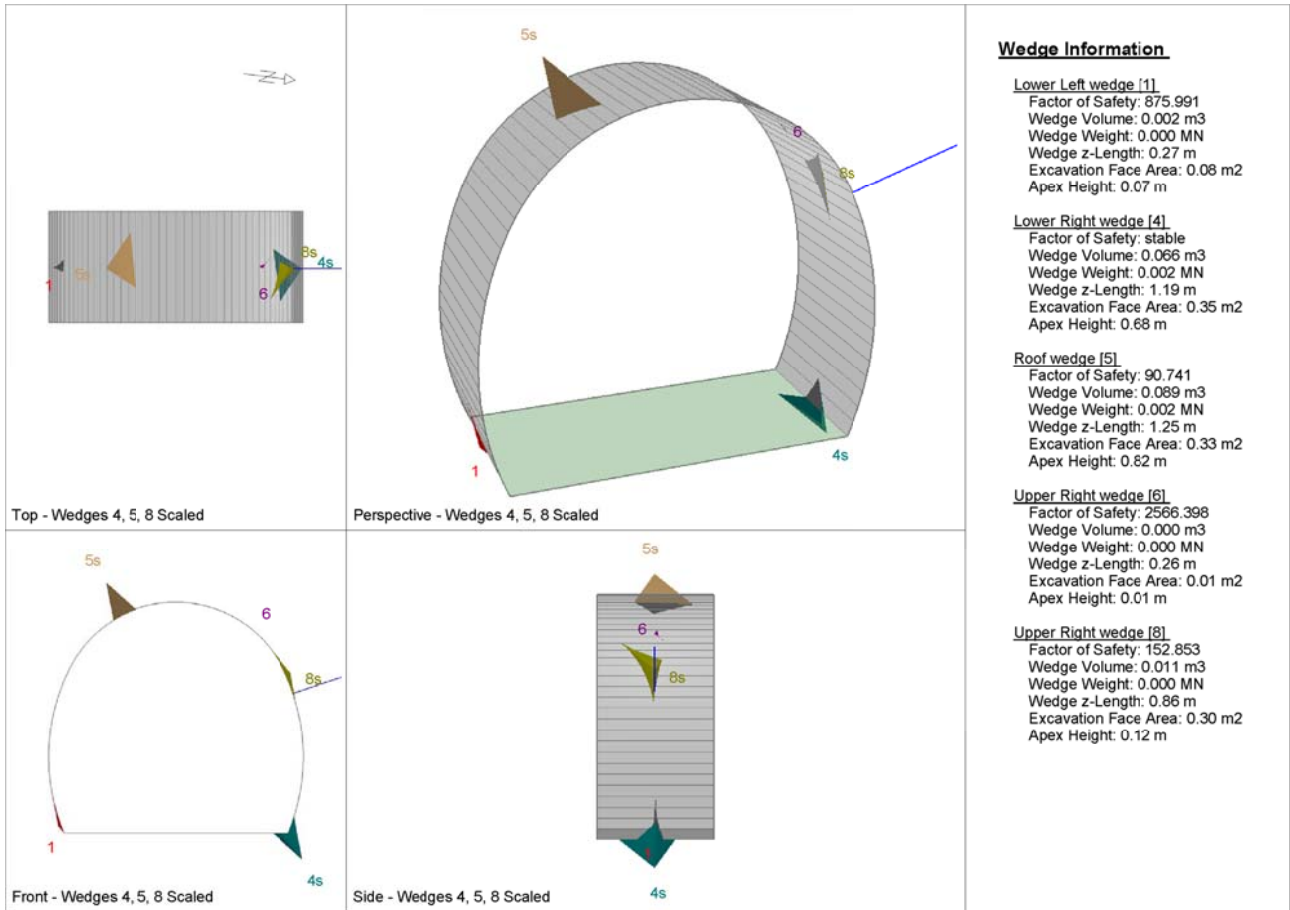 5s
1
6
8s
4s
Top - Wedges 4, 5, 8 Scaled
5s
6
8s
1
4s
Perspective - Wedges 4, 5, 8 Scaled
5s
6
8s
1
4s
Front - Wedges 4, 5, 8 Scaled
5s
6
8s
1
4s
Side - Wedges 4, 5, 8 Scaled
Wedge Information
Lower Left wedge [1]
Factor of Safety: 875.991
Wedge Volume: 0.002 m3
Wedge Weight: 0.000 MN
Wedge z-Length: 0.27 m
Excavation Face Area: 0.08 m2
Apex Height: 0.07 m
Lower Right wedge [4]
Factor of Safety: stable
Wedge Volume: 0.066 m3
Wedge Weight: 0.002 MN
Wedge z-Length: 1.19 m
Excavation Face Area: 0.35 m2
Apex Height: 0.68 m
Roof wedge [5]
Factor of Safety: 90.741
Wedge Volume: 0.089 m3
Wedge Weight: 0.002 MN
Wedge z-Length: 1.25 m
Excavation Face Area: 0.33 m2
Apex Height: 0.82 m
Upper Right wedge [6]
Factor of Safety: 2566.398
Wedge Volume: 0.000 m3
Wedge Weight: 0.000 MN
Wedge z-Length: 0.26 m
Excavation Face Area: 0.01 m2
Apex Height: 0.01 m
Upper Right wedge [8]
Factor of Safety: 152.853
Wedge Volume: 0.011 m3
Wedge Weight: 0.000 MN
Wedge z-Length: 0.86 m
Excavation Face Area: 0.30 m2
Apex Height: 0.12 m